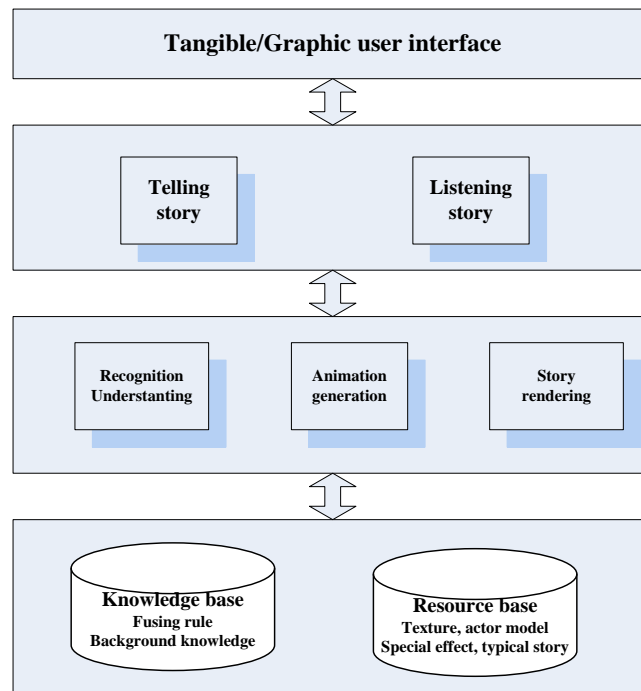 Tangible/Graphic user interface
Telling
story
Listening
story
Recognition
Understanting
Animation
generation
Story
rendering
Knowledge base
Fusing rule
Background knowledge
Resource base
Texture, actor model
Special effect, typical story